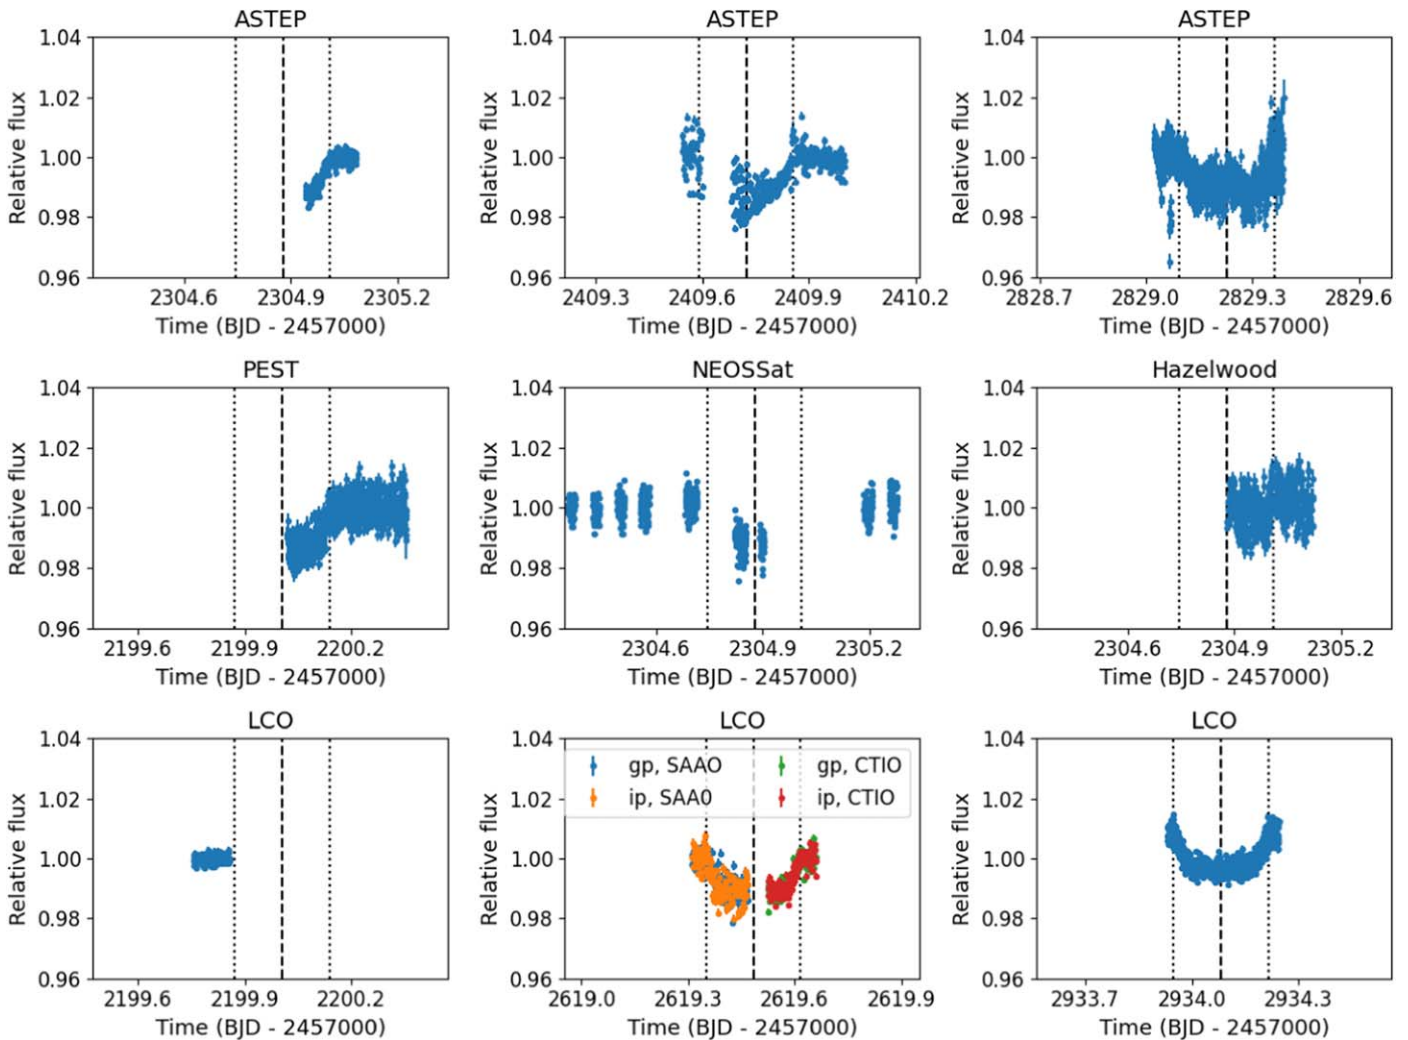 ASTEP
ASTEP
ASTEP
1.04
1.02
1.00
0.98
0.96
Relative flux
2304.6 2304.9 2305.2
Time (BJD - 2457000)
1.04
1.02
1.00
0.98
0.96
Relative flux
2409.3 2409.6 2409.9 2410.2
Time (BJD - 2457000)
1.04
1.02
1.00
0.98
0.96
Relative flux
2828.7 2829.0 2829.3 2829.6
Time (BJD - 2457000)
PEST
NEOSSat
Hazelwood
1.04
1.02
1.00
0.98
0.96
Relative flux
2199.6 2199.9 2200.2
Time (BJD - 2457000)
1.04
1.02
1.00
0.98
0.96
Relative flux
2304.6 2304.9 2305.2
Time (BJD - 2457000)
1.04
1.02
1.00
0.98
0.96
Relative flux
2304.6 2304.9 2305.2
Time (BJD - 2457000)
LCO
LCO
LCO
1.04
1.02
1.00
0.98
0.96
Relative flux
2199.6 2199.9 2200.2
Time (BJD - 2457000)
1.04
1.02
1.00
0.98
0.96
Relative flux
gp, SAAO gp, CTIO
ip, SAA0 ip, CTIO
2619.0 2619.3 2619.6 2619.9
Time (BJD - 2457000)
1.04
1.02
1.00
0.98
0.96
Relative flux
2933.7 2934.0 2934.3
Time (BJD - 2457000)